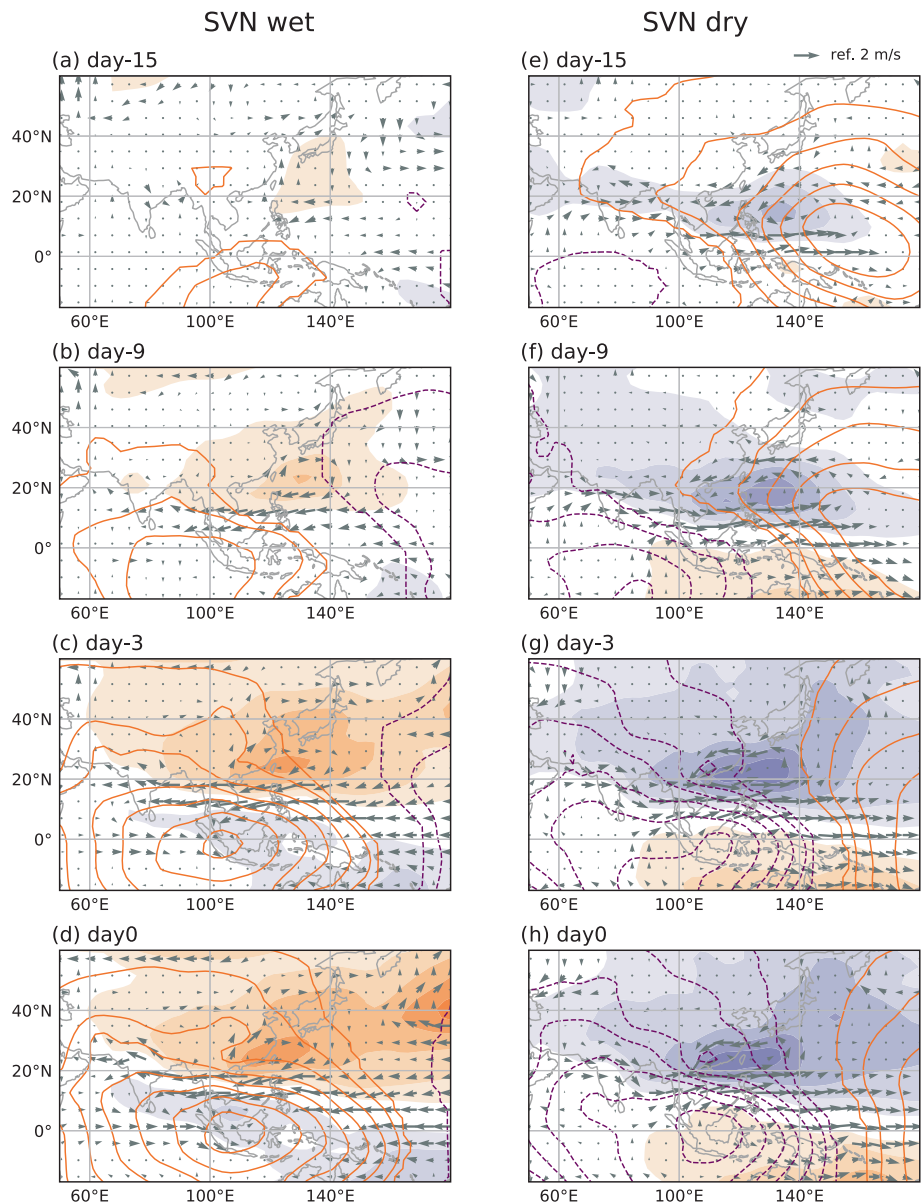 SVN wet
SVN dry
(a) day-15
(e) day-15
ref. 2 m/s
40°N
20°N
0°
60°E 100°E 140°E
60°E 100°E 140°E
(b) day-9
(f) day-9
40°N
20°N
0°
60°E 100°E 140°E
60°E 100°E 140°E
(c) day-3
(g) day-3
40°N
20°N
0°
60°E 100°E 140°E
60°E 100°E 140°E
(d) day0
(h) day0
40°N
20°N
0°
60°E 100°E 140°E
60°E 100°E 140°E